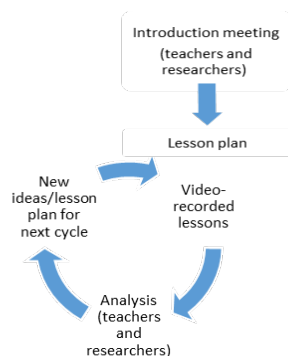 Introduction meeting
(teachers and
researchers)
Lesson plan
Video-
recorded
lessons
Analysis
(teachers
and
researchers)
New
ideas/lesson
plan for
next cycle